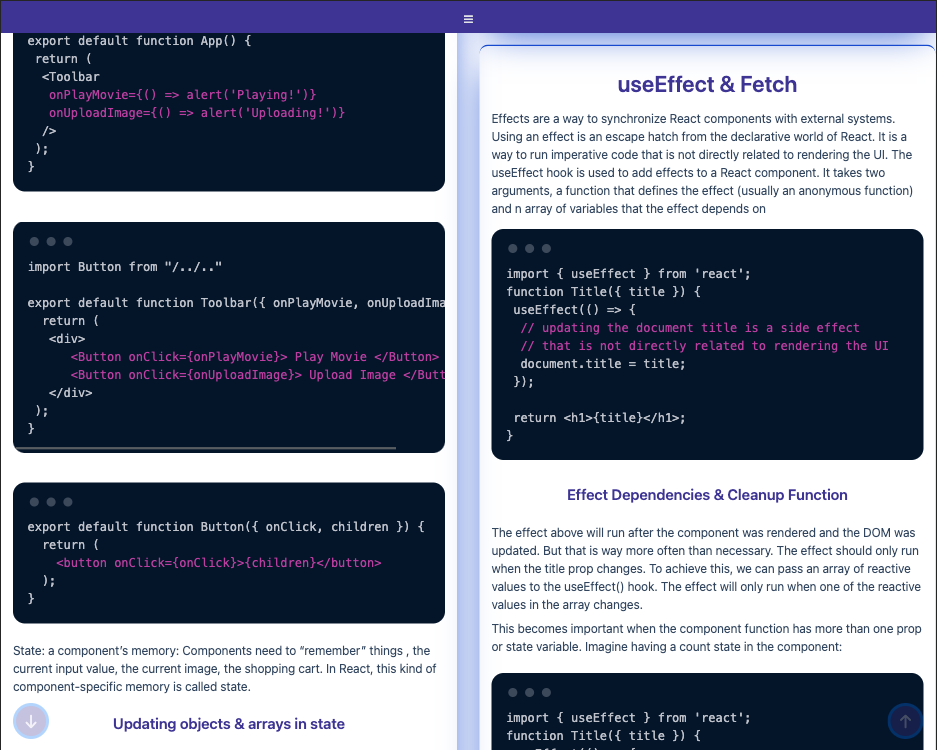 export default function App() {
return (
<Toolbar
onPlayMovie={() => alert('Playing!')}
onUploadImage={() => alert('Uploading!')}
/>
);
}
import Button from "/../.."
export default function Toolbar({ onPlayMovie, onUploadIma
return (
<div>
<Button onClick={onPlayMovie}> Play Movie </Button>
<Button onClick={onUploadImage}> Upload Image </Butt
</div>
);
}
export default function Button({ onClick, children }) {
return (
<button onClick={onClick}>{children}</button>
);
}
State: a component’s memory: Components need to “remember” things , the
current input value, the current image, the shopping cart. In React, this kind of
component-specific memory is called state.
Updating objects & arrays in state
useEffect & Fetch
Effects are a way to synchronize React components with external systems.
Using an effect is an escape hatch from the declarative world of React. It is a
way to run imperative code that is not directly related to rendering the UI. The
useEffect hook is used to add effects to a React component. It takes two
arguments, a function that defines the effect (usually an anonymous function)
and n array of variables that the effect depends on
import { useEffect } from 'react';
function Title({ title }) {
useEffect(() => {
// updating the document title is a side effect
// that is not directly related to rendering the UI
document.title = title;
});
return <h1>{title}</h1>;
}
Effect Dependencies & Cleanup Function
The effect above will run after the component was rendered and the DOM was
updated. But that is way more often than necessary. The effect should only run
when the title prop changes. To achieve this, we can pass an array of reactive
values to the useEffect() hook. The effect will only run when one of the reactive
values in the array changes.
This becomes important when the component function has more than one prop
or state variable. Imagine having a count state in the component:
import { useEffect } from 'react';
function Title({ title }) {